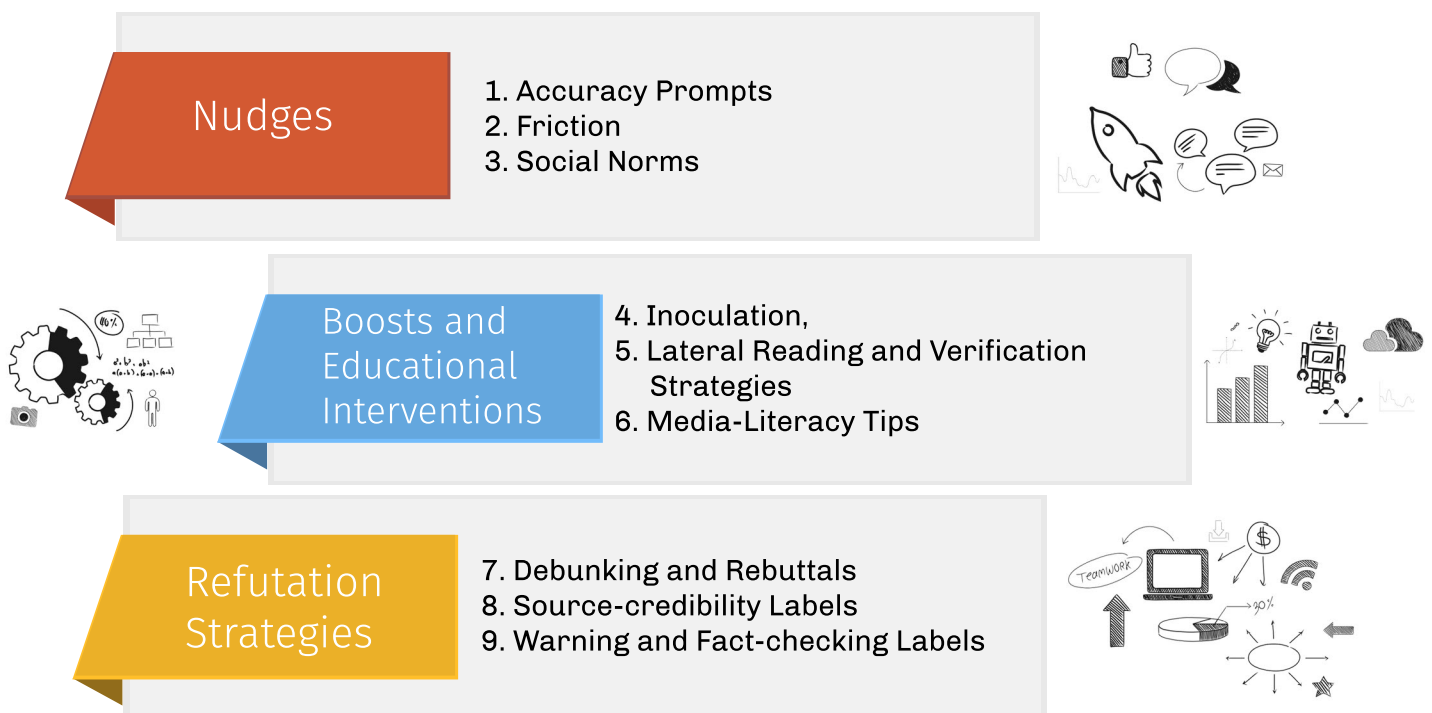 Nudges
1. Accuracy Prompts
2. Friction
3. Social Norms
Boosts and
Educational
Interventions
4. Inoculation,
5. Lateral Reading and Verification
Strategies
6. Media-Literacy Tips
Refutation
Strategies
7. Debunking and Rebuttals
8. Source-credibility Labels
9. Warning and Fact-checking Labels
TEAMWORK
$
30%